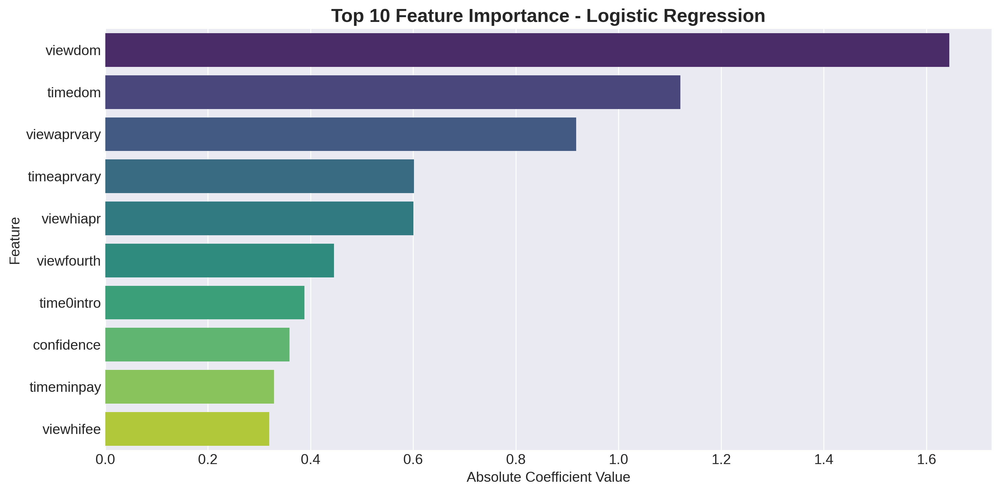 Top 10 Feature Importance - Logistic Regression
viewdom
timedom
viewaprvary
timeaprvary
viewhiapr
viewfourth
time0intro
confidence
timeminpay
viewhifee
Feature
0.0 0.2 0.4 0.6 0.8 1.0 1.2 1.4 1.6
Absolute Coefficient Value